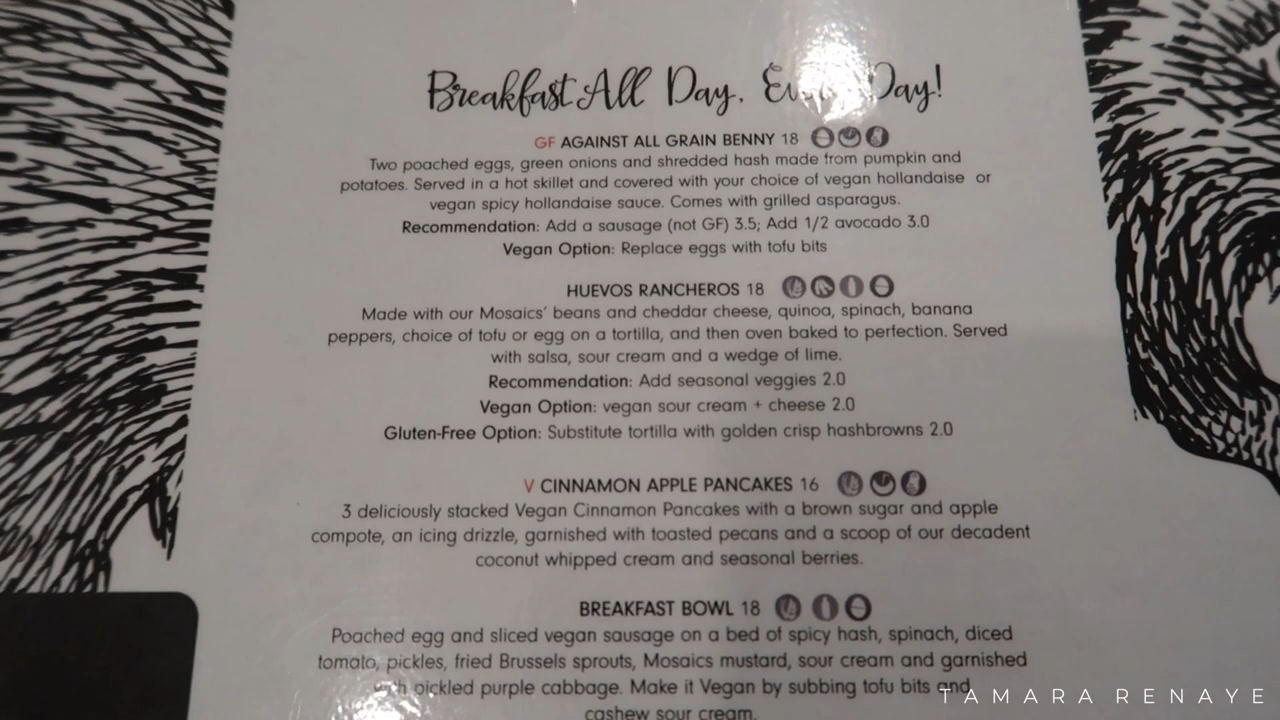 Breakfast All Day. Day!
GF AGAINST ALL GRAIN BENNY 18
Two poached eggs, green onions and shredded hash made from pumpkin and
potatoes. Served in a hot skillet and covered with your choice of vegan hollandaise or
vegan spicy hollandaise sauce. Comes with grilled asparagus.
Recommendation: Add a sausage (not GF) 3.5; Add 1/2 avocado 3.0
Vegan Option: Replace eggs with tofu bits
HUEVOS RANCHEROS 18
Made with our Mosaics' beans and cheddar cheese, quinoa, spinach, banana
peppers, choice of tofu or egg on a tortilla, and then oven baked to perfection. Served
with salsa, sour cream and a wedge of lime.
Recommendation: Add seasonal veggies 2.0
Vegan Option: vegan sour cream + cheese 2.0
Gluten-Free Option: Substitute tortilla with golden crisp hashbrowns 2.0
V CINNAMON APPLE PANCAKES 16
3 deliciously stacked Vegan Cinnamon Pancakes with a brown sugar and apple
compote, an icing drizzle, garnished with toasted pecans and a scoop of our decadent
coconut whipped cream and seasonal berries.
BREAKFAST BOWL 18
Poached egg and sliced vegan sausage on a bed of spicy hash, spinach, diced
tomato, pickles, fried Brussels sprouts, Mosaics mustard, sour cream and garnished
pickled purple cabbage. Make it Vegan by subbing tofu bits and
cashew sour cream.
TAMARA RENAYE